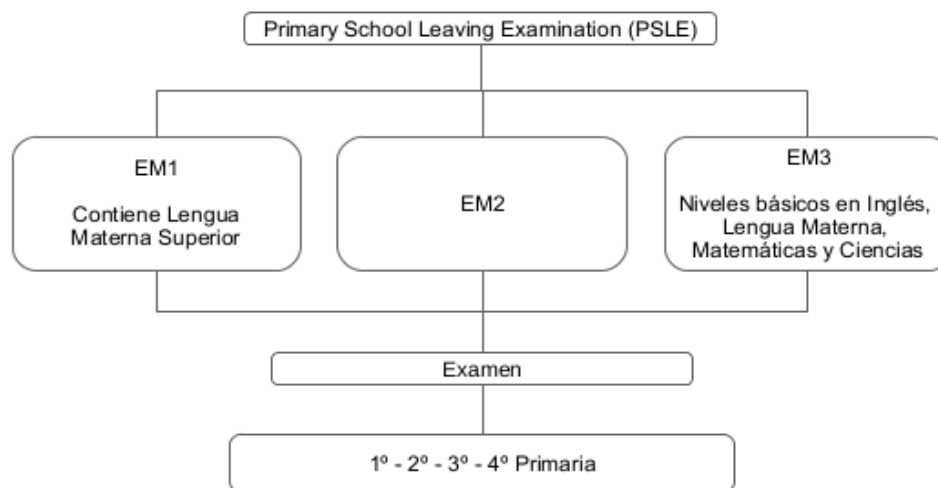 Primary School Leaving Examination (PSLE)
EM1
Contiene Lengua
Materna Superior
EM2
EM3
Niveles básicos en Inglés,
Lengua Materna,
Matemáticas y Ciencias
Examen
1º - 2º - 3º - 4º Primaria